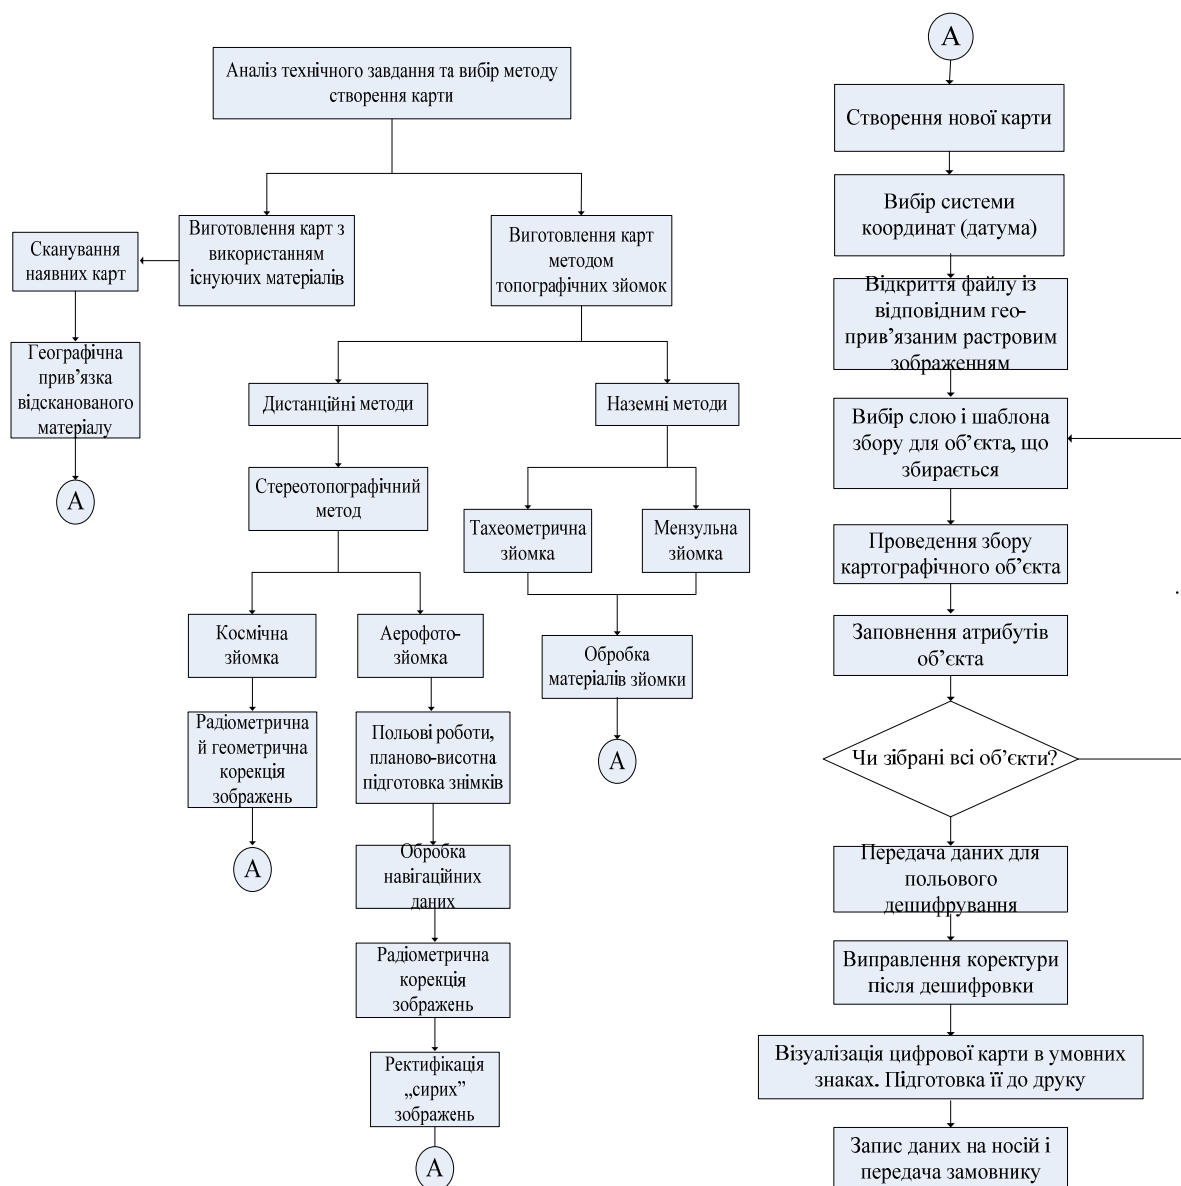 Аналіз технічного завдання та вибір методу
створення карти
Виготовлення карт з
використанням
існуючих матеріалів
Виготовлення карт
методом
топографічних зйомок
Сканування
наявних карт
Географічна
прив’язка
відсканованого
матеріалу
А
Дистанційні методи
Наземні методи
Стереотопографічний
метод
Тахеометрична
зйомка
Мензульна
зйомка
Космічна
зйомка
Аерофото-
зйомка
Обробка
матеріалів зйомки
А
Радіометрична
й геометрична
корекція
зображень
А
Польові роботи,
планово-висотна
підготовка знімків
Обробка
навігаційних
даних
Радіометрична
корекція
зображень
Ректифікація
„сирих”
зображень
А
А
Створення нової карти
Вибір системи
координат (датума)
Відкриття файлу із
відповідним гео-
прив’язаним растровим
зображенням
Вибір слою і шаблона
збору для об’єкта, що
збирається
Проведення збору
картографічного об’єкта
.
Заповнення атрибутів
об’єкта
Чи зібрані всі об’єкти?
Передача даних для
польового
дешифрування
Виправлення коректури
після дешифровки
Візуалізація цифрової карти в умовних
знаках. Підготовка її до друку
Запис даних на носій і
передача замовнику